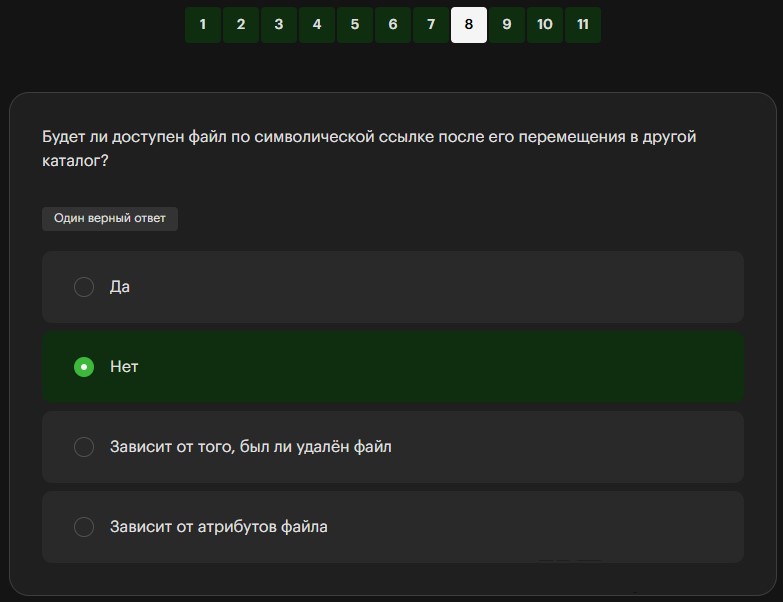 1 2 3 4 5 6 7 8 9 10 11
Будет ли доступен файл по символической ссылке после его перемещения в другой
каталог?
Один верный ответ
Да
Нет
Зависит от того, был ли удалён файл
Зависит от атрибутов файла